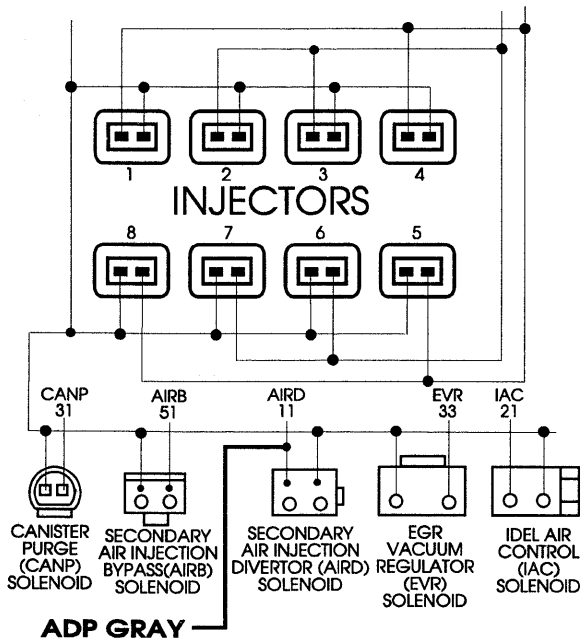 1
2
3
4
INJECTORS
8
7
6
5
CANP
31
AIRB
51
AIRD
11
EVR
33
IAC
21
CANISTER
PURGE
(CANP)
SOLENOID
SECONDARY
AIR INJECTION
BYPASS(AIRB)
SOLENOID
SECONDARY
AIR INJECTION
DIVERTOR (AIRD)
SOLENOID
EGR
VACUUM
REGULATOR
(EVR)
SOLENOID
IDEL AIR
CONTROL
(IAC)
SOLENOID
ADP GRAY